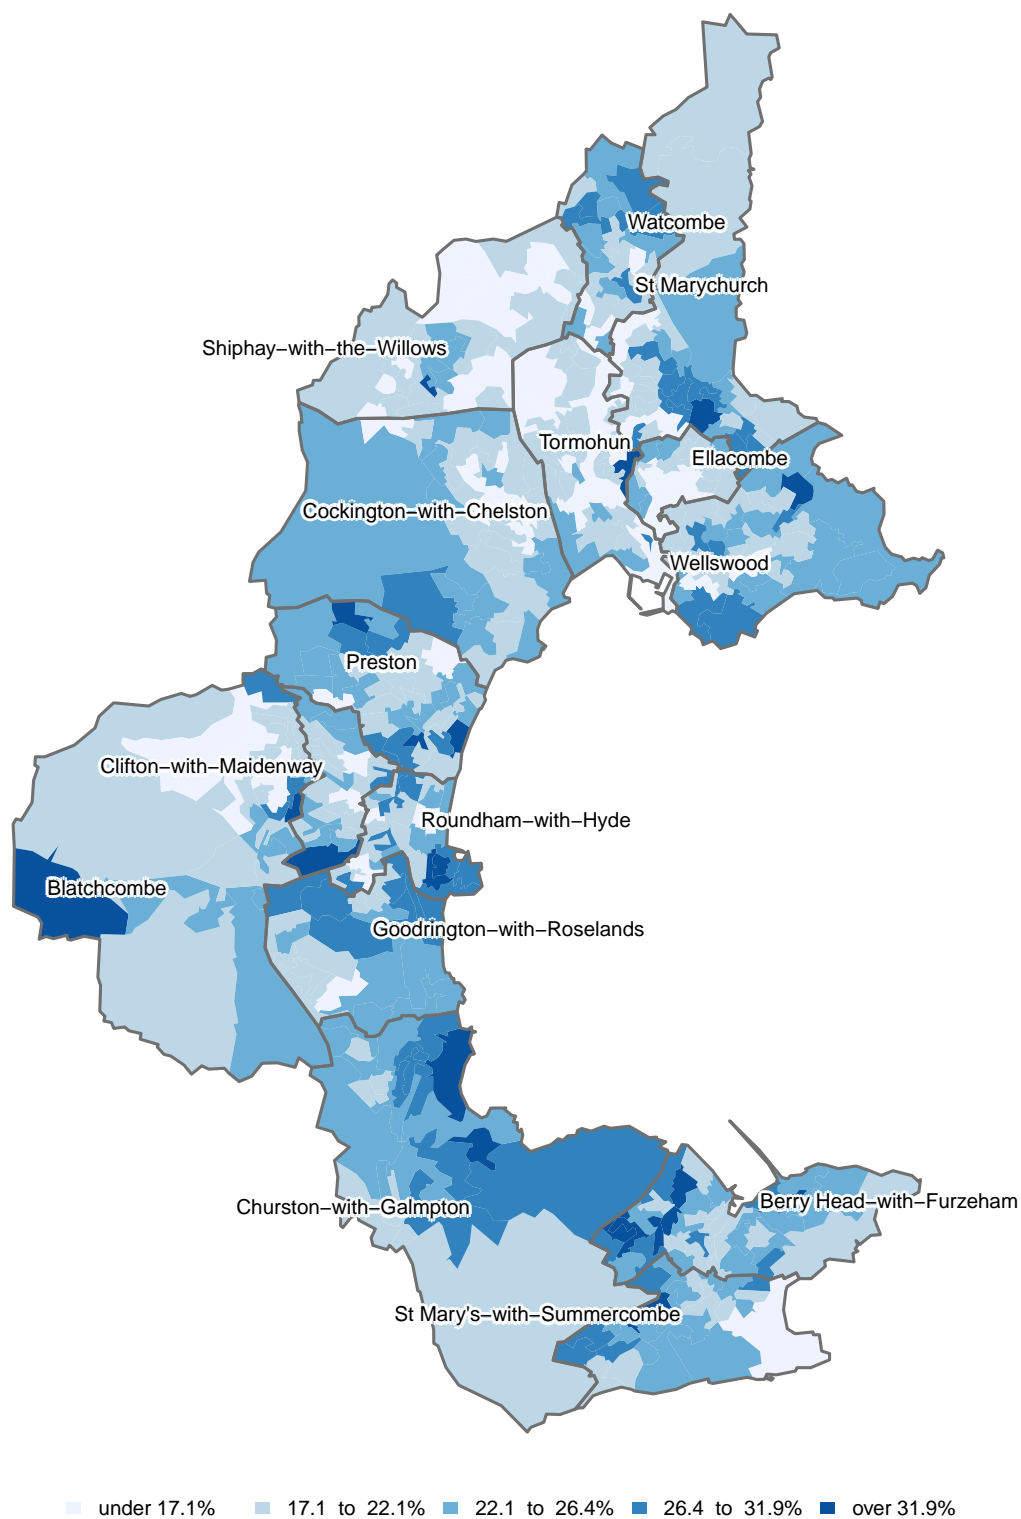 Watcombe
St Marychurch
Shiphay−with−the−Willows
Tormohun
Ellacombe
Cockington−with−Chelston
Wellswood
Preston
Clifton−with−Maidenway
Roundham−with−Hyde
Blatchcombe
Goodrington−with−Roselands
Berry Head−with−Furzeham
Churston−with−Galmpton
St Mary's−with−Summercombe
under 17.1% 17.1 to 22.1% 22.1 to 26.4% 26.4 to 31.9% over 31.9%